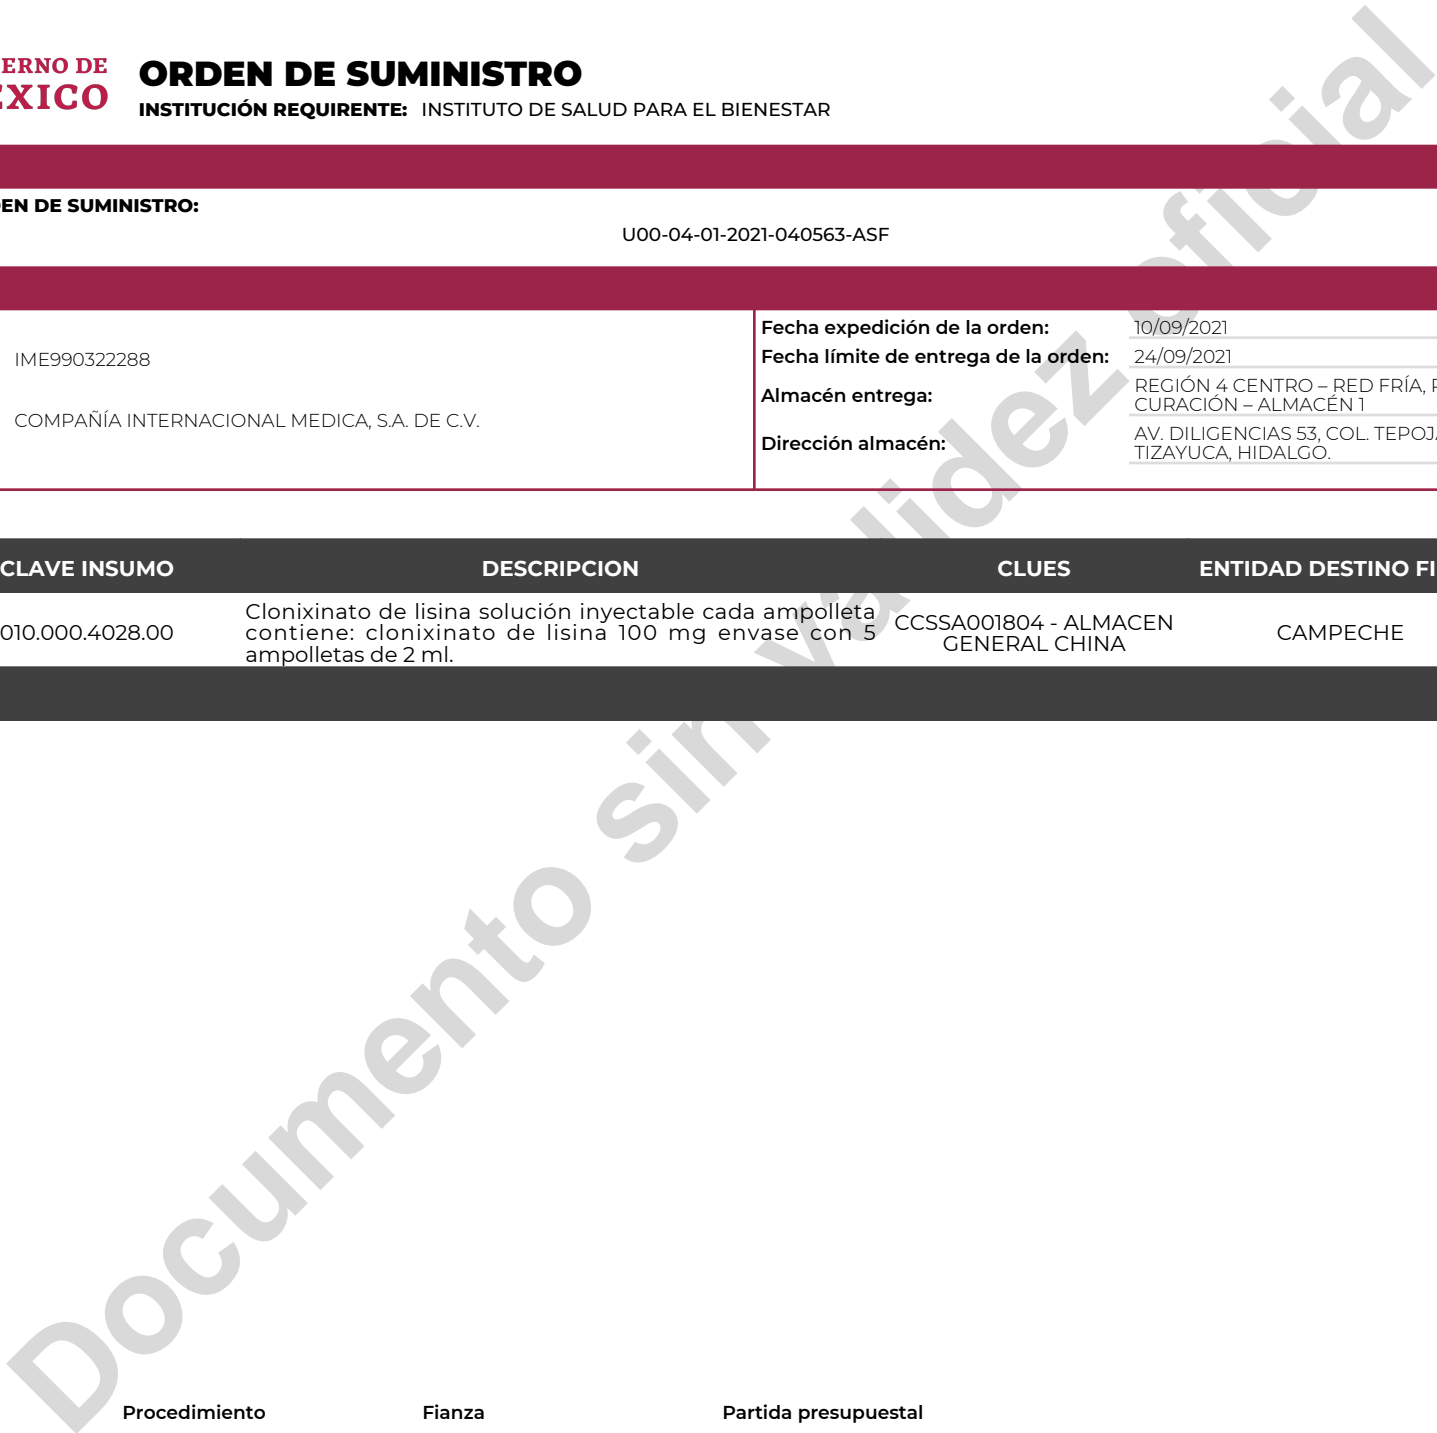 ERNO DE
EXICO
ORDEN DE SUMINISTRO
INSTITUCIÓN REQUIRENTE: INSTITUTO DE SALUD PARA EL BIENESTAR
EN DE SUMINISTRO:
U00-04-01-2021-040563-ASF
IME990322288
COMPAÑÍA INTERNACIONAL MEDICA, S.A. DE C.V.
Fecha expedición de la orden: 10/09/2021
Fecha límite de entrega de la orden: 24/09/2021
Almacén entrega: REGIÓN 4 CENTRO – RED FRÍA,
CURACIÓN – ALMACÉN 1
Dirección almacén: AV. DILIGENCIAS 53, COL. TEPOJ
TIZAYUCA, HIDALGO.
CLAVE INSUMO DESCRIPCION CLUES ENTIDAD DESTINO FI
010.000.4028.00
Clonixinato de lisina solución inyectable cada ampolleta
contiene: clonixinato de lisina 100 mg envase con 5
ampolletas de 2 ml.
CCSSA001804 - ALMACEN
GENERAL CHINA
CAMPECHE
Documento sin validez oficial
Procedimiento Fianza Partida presupuestal